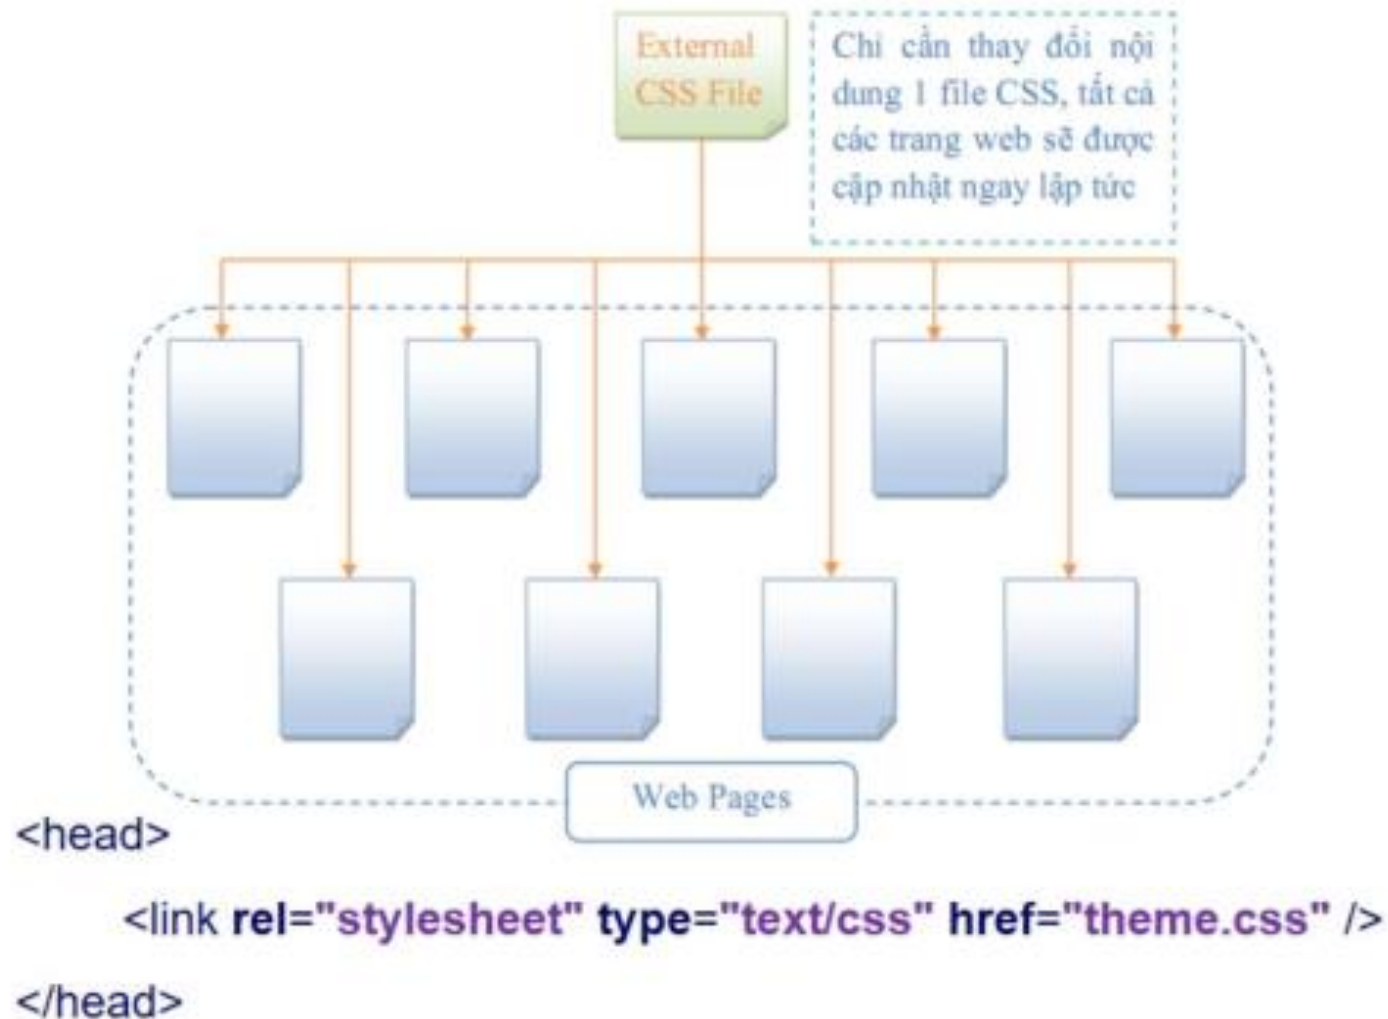 External
CSS File
Chỉ cần thay đổi nội
dung 1 file CSS, tất cả
các trang web sẽ được
cập nhật ngay lập tức
Web Pages
<head>
<link rel="stylesheet" type="text/css" href="theme.css" />
</head>